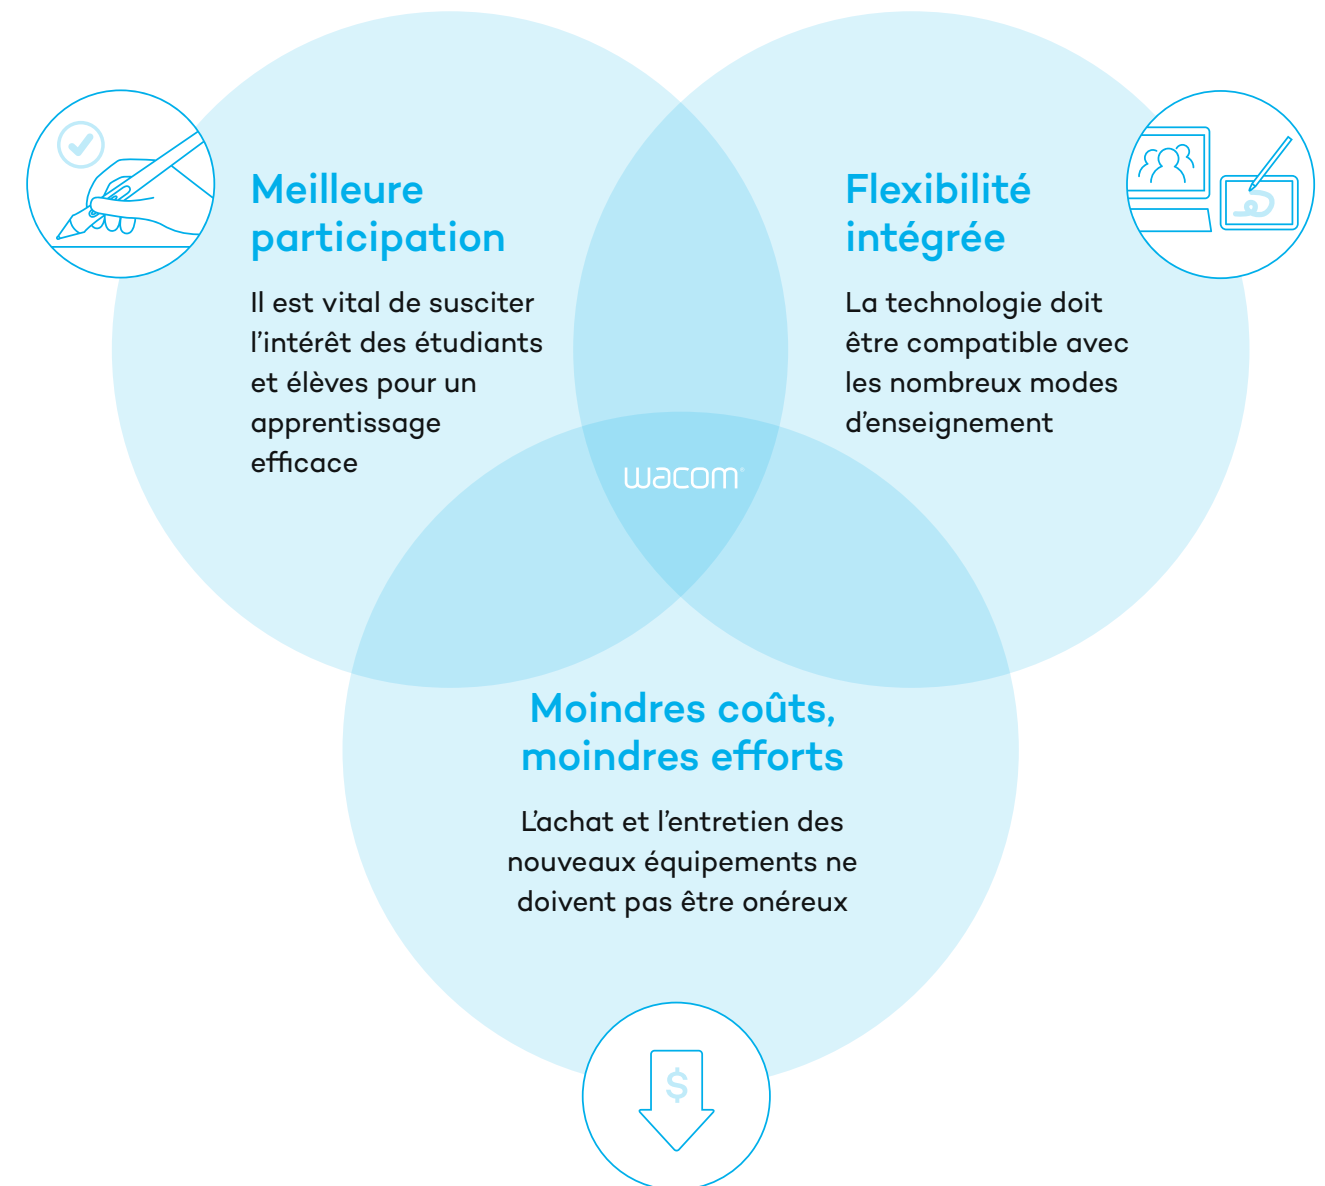 Meilleure
participation
Il est vital de susciter
l’intérêt des étudiants
et élèves pour un
apprentissage
efficace
Flexibilité
intégrée
La technologie doit
être compatible avec
les nombreux modes
d’enseignement
wacom
Moindres coûts,
moindres efforts
L’achat et l’entretien des
nouveaux équipements ne
doivent pas être onéreux
$